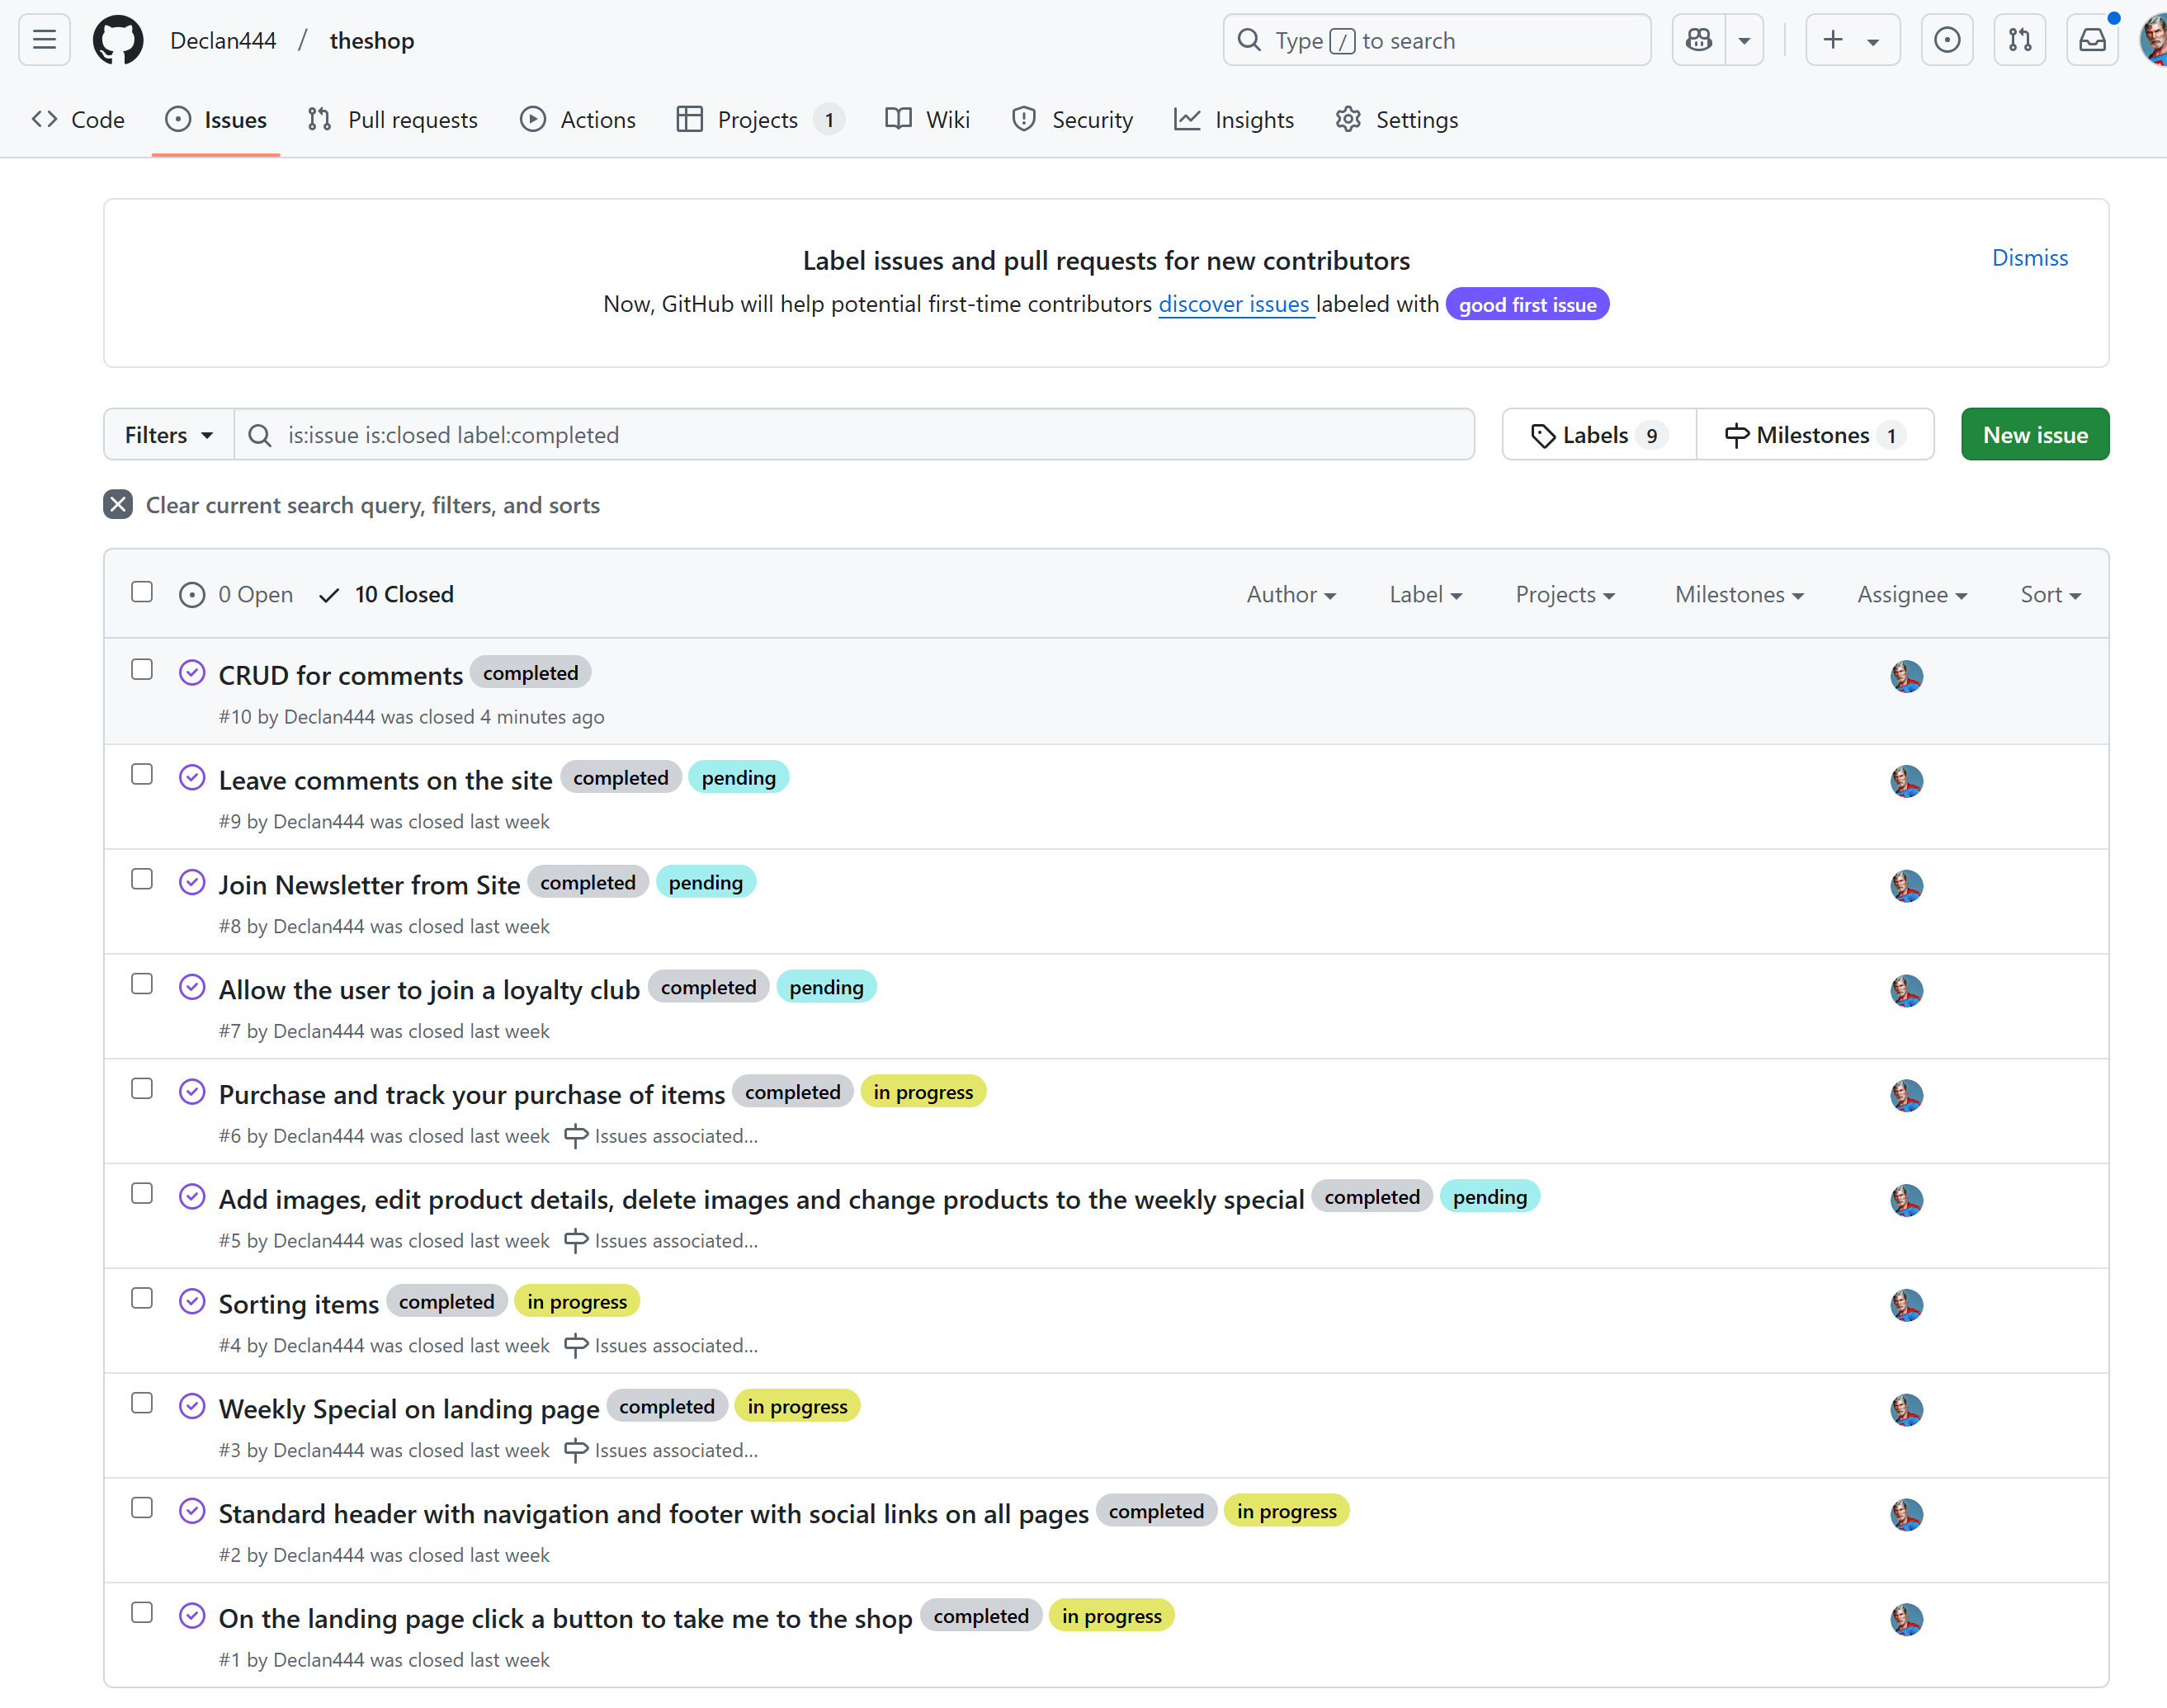 Declan444 / theshop
Type / to search
Code Issues Pull requests Actions Projects 1 Wiki Security Insights Settings
Label issues and pull requests for new contributors
Dismiss
Now, GitHub will help potential first-time contributors discover issues labeled with good first issue
Filters is:issue is:closed label:completed Labels 9 Milestones 1 New issue
Clear current search query, filters, and sorts
0 Open 10 Closed Author Label Projects Milestones Assignee Sort
CRUD for comments completed
#10 by Declan444 was closed 4 minutes ago
Leave comments on the site completed pending
#9 by Declan444 was closed last week
Join Newsletter from Site completed pending
#8 by Declan444 was closed last week
Allow the user to join a loyalty club completed pending
#7 by Declan444 was closed last week
Purchase and track your purchase of items completed in progress
#6 by Declan444 was closed last week Issues associated...
Add images, edit product details, delete images and change products to the weekly special completed pending
#5 by Declan444 was closed last week Issues associated...
Sorting items completed in progress
#4 by Declan444 was closed last week Issues associated...
Weekly Special on landing page completed in progress
#3 by Declan444 was closed last week Issues associated...
Standard header with navigation and footer with social links on all pages completed in progress
#2 by Declan444 was closed last week
On the landing page click a button to take me to the shop completed in progress
#1 by Declan444 was closed last week